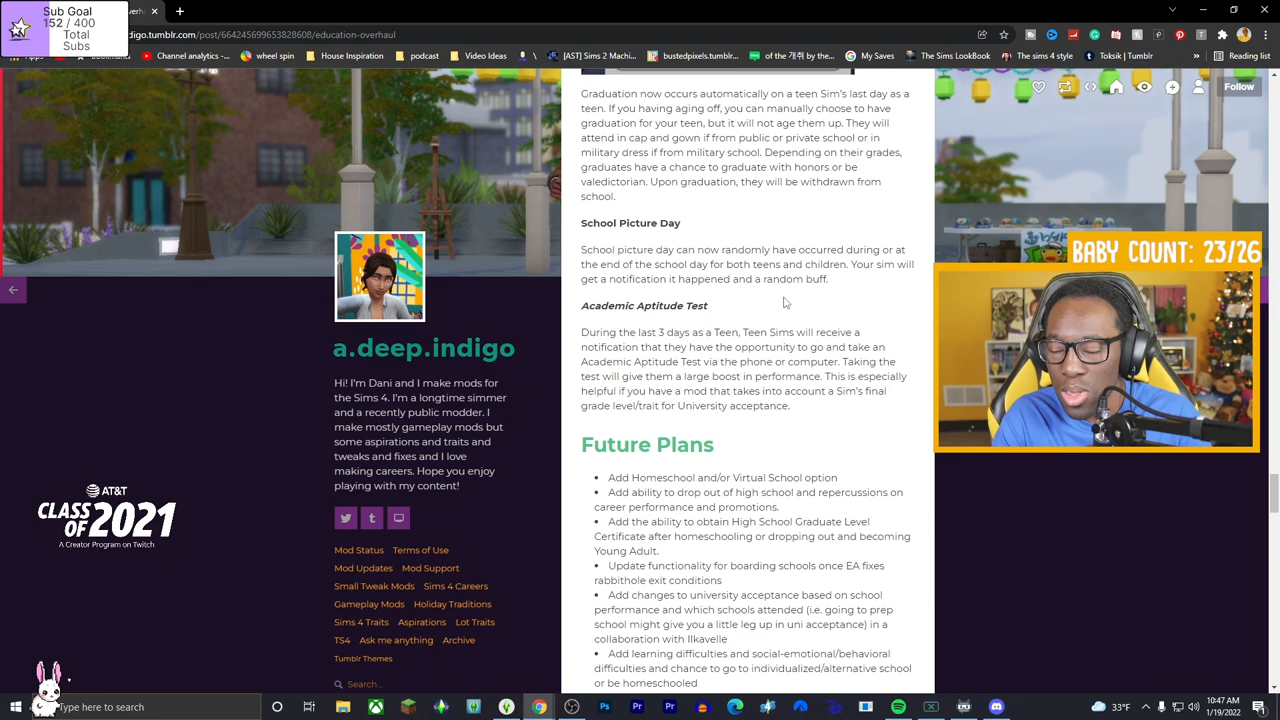 Sub Goal
152 / 400
Total
Subs
digo.tumblr.com/post/664245699653828608/education-overhaul
Channel analytic -...
wheel spin
Youtube
Video Ideas
[AST] Sims 2 Machi...
bustedpixels.tumbl...
of the 개쥐 by the...
My Saves
The Sims LookBook
Toksik | Tumblr
Reading list
Follow
Graduation now occurs automatically on a teen Sim's last day as a
teen. If you having aging off, you can manually choose to have
graduation for your teen, but it will not age them up. They will
attend in cap and gown if from public or private school or in
military dress if from military school. Depending on their grades,
graduates have a chance to graduate with honors or be
valedictorian. Upon graduation, they will be withdrawn from
school.
School Picture Day
School picture day can now randomly have occurred during or at
the end of the school day for both teens and children. Your sim will
get a notification it happened and a random buff.
Academic Aptitude Test
During the last 3 days as a Teen, Teen Sims will receive a
notification that they have the opportunity to go and take an
Academic Aptitude Test via the phone or computer. Taking the
test will give them a large boost in performance. This is especially
helpful if you have a mod that takes into account a Sim's final
grade level/trait for University acceptance.
Future Plans
• Add Homeschool and/or Virtual School option
• Add ability to drop out of high school and repercussions on
career performance and promotions.
• Add the ability to obtain High School Graduate Level
Certificate after homeschooling or dropping out and becoming
Young Adult.
• Update functionality for boarding schools once EA fixes
rabbithole exit conditions
• Add changes to university acceptance based on school
performance and which schools attended (i.e. going to prep
school might give you a little leg up in uni acceptance) in a
collaboration with Ilkavelle
• Add learning difficulties and social-emotional/behavioral
difficulties and chance to go to individualized/alternative school
or be homeschooled
BABY COUNT: 23/26
a.deep.indigo
Hi! I'm Dani and I make mods for
the Sims 4. I'm a longtime simmer
and a recently public modder. I
make mostly gameplay mods but
some aspirations and traits and
tweaks and fixes and I love
making careers. Hope you enjoy
playing with my content!
Mod Status Terms of Use
Mod Updates Mod Support
Small Tweak Mods Sims 4 Careers
Gameplay Mods Holiday Traditions
Sims 4 Traits Aspirations Lot Traits
TS4 Ask me anything Archive
Tumblr Themes
Search...
AT&T
CLASS
OF 2021
A Creator Program on Twitch
Type here to search
33°F
10:47 AM
1/19/2022